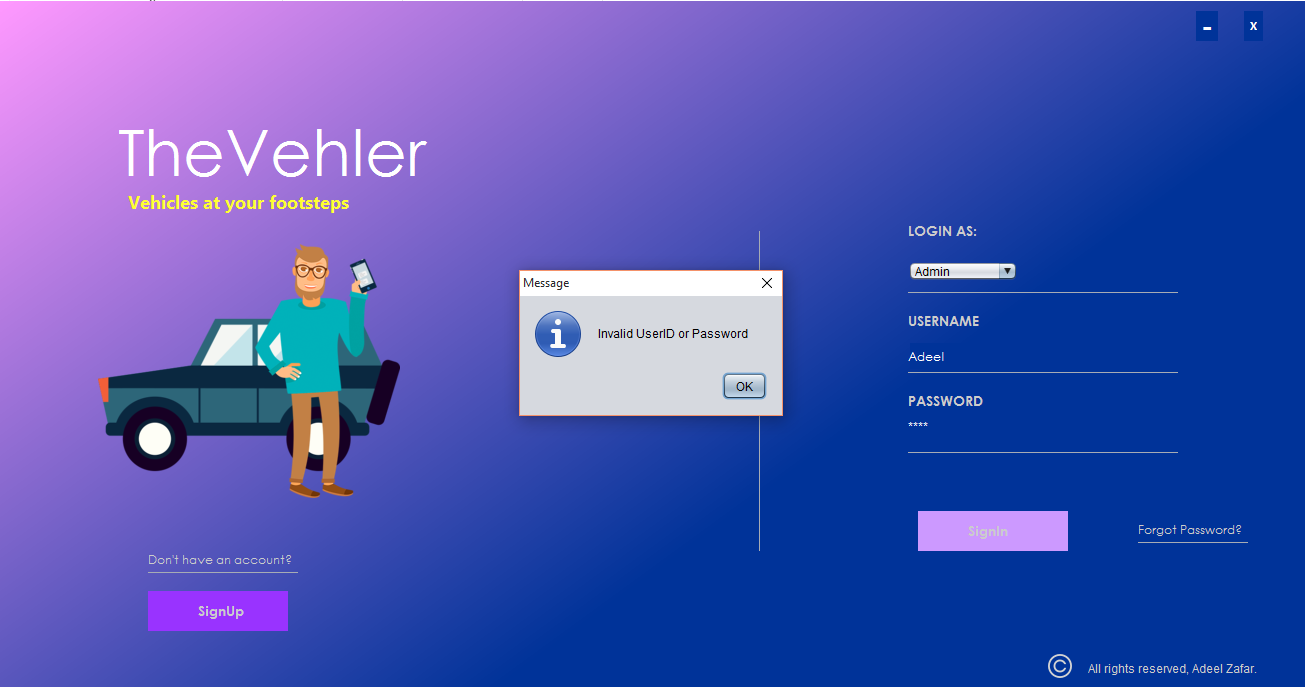 X
TheVehler
Vehicles at your footsteps
LOGIN AS:
Admin
USERNAME
Adeel
PASSWORD
****
SignIn
Forgot Password?
Message
Invalid UserID or Password
OK
Don't have an account?
SignUp
© All rights reserved, Adeel Zafar.